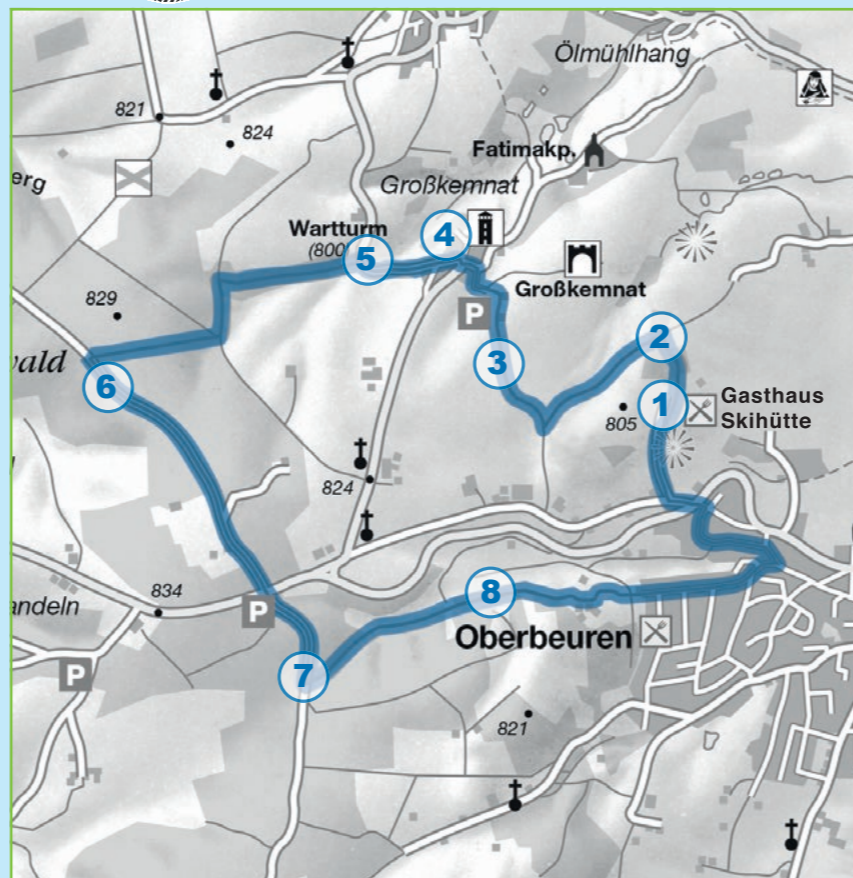 Ölmühlhang
821
824
Fatimakp.
erg
Großkemnat
Wartturm
(800
4
5
Großkemnat
829
P
2
vald
3
6
1
Gasthaus
Skihütte
805
824
andeln
834
P
8
Oberbeuren
P
7
821